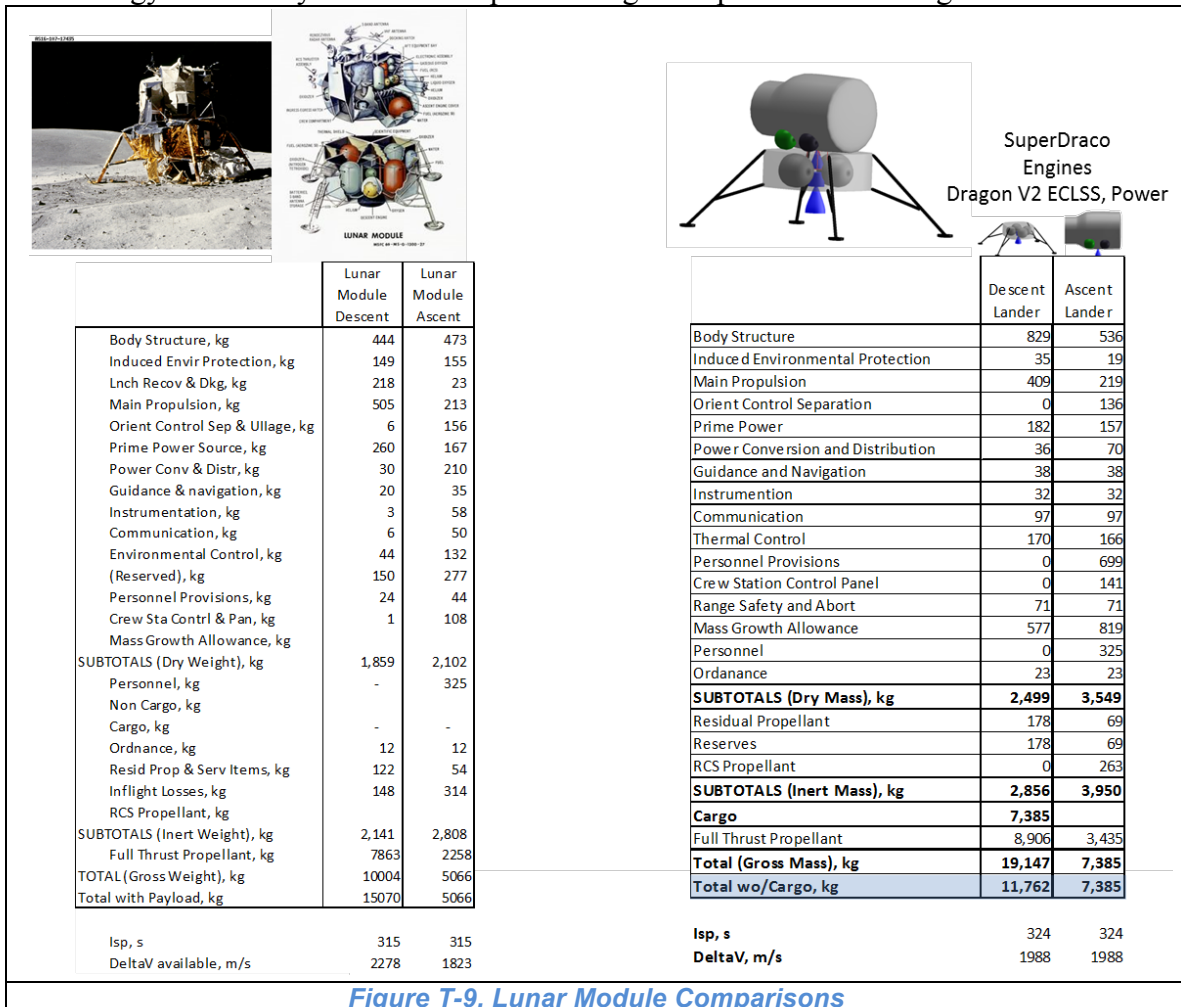 AS16-107-17435
LUNAR MODULE
SuperDraco
Engines
Dragon V2 ECLSS, Power
Lunar Module Descent Lunar Module Ascent
Body Structure, kg 444 473
Induced Envir Protection, kg 149 155
Lnch Recov & Dkg, kg 218 23
Main Propulsion, kg 505 213
Orient Control Sep & Ullage, kg 6 156
Prime Power Source, kg 260 167
Power Conv & Distr, kg 30 210
Guidance & navigation, kg 20 35
Instrumentation, kg 3 58
Communication, kg 6 50
Environmental Control, kg 44 132
(Reserved), kg 150 277
Personnel Provisions, kg 24 44
Crew Sta Contrl & Pan, kg 1 108
Mass Growth Allowance, kg
SUBTOTALS (Dry Weight), kg 1,859 2,102
Personnel, kg - 325
Non Cargo, kg
Cargo, kg - -
Ordnance, kg 12 12
Resid Prop & Serv Items, kg 122 54
Inflight Losses, kg 148 314
RCS Propellant, kg
SUBTOTALS (Inert Weight), kg 2,141 2,808
Full Thrust Propellant, kg 7863 2258
TOTAL (Gross Weight), kg 10004 5066
Total with Payload, kg 15070 5066
Isp, s 315 315
DeltaV available, m/s 2278 1823
Descent Lander Ascent Lander
Body Structure 829 536
Induced Environmental Protection 35 19
Main Propulsion 409 219
Orient Control Separation 0 136
Prime Power 182 157
Power Conversion and Distribution 36 70
Guidance and Navigation 38 38
Instrumention 32 32
Communication 97 97
Thermal Control 170 166
Personnel Provisions 0 699
Crew Station Control Panel 0 141
Range Safety and Abort 71 71
Mass Growth Allowance 577 819
Personnel 0 325
Ordanance 23 23
SUBTOTALS (Dry Mass), kg 2,499 3,549
Residual Propellant 178 69
Reserves 178 69
RCS Propellant 0 263
SUBTOTALS (Inert Mass), kg 2,856 3,950
Cargo 7,385
Full Thrust Propellant 8,906 3,435
Total (Gross Mass), kg 19,147 7,385
Total wo/Cargo, kg 11,762 7,385
Isp, s 324 324
DeltaV, m/s 1988 1988
Figure T-9. Lunar Module Comparisons